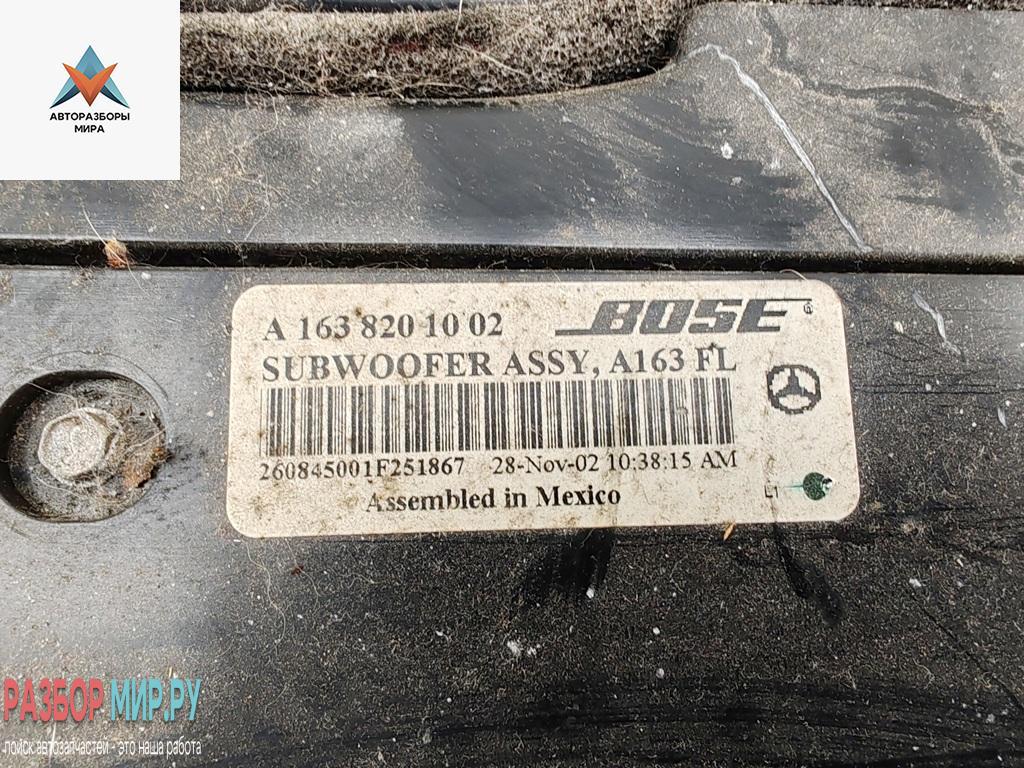 АВТОРАЗБОРЫ
МИРА
A 163 820 10 02
BOSE
SUBWOOFER ASSY, A163 FL
260845001F251867 28-Nov-02 10:38:15 AM
Assembled in Mexico
L1
РАЗБОР МИР.РУ
поиск автозапчастей - это наша работа